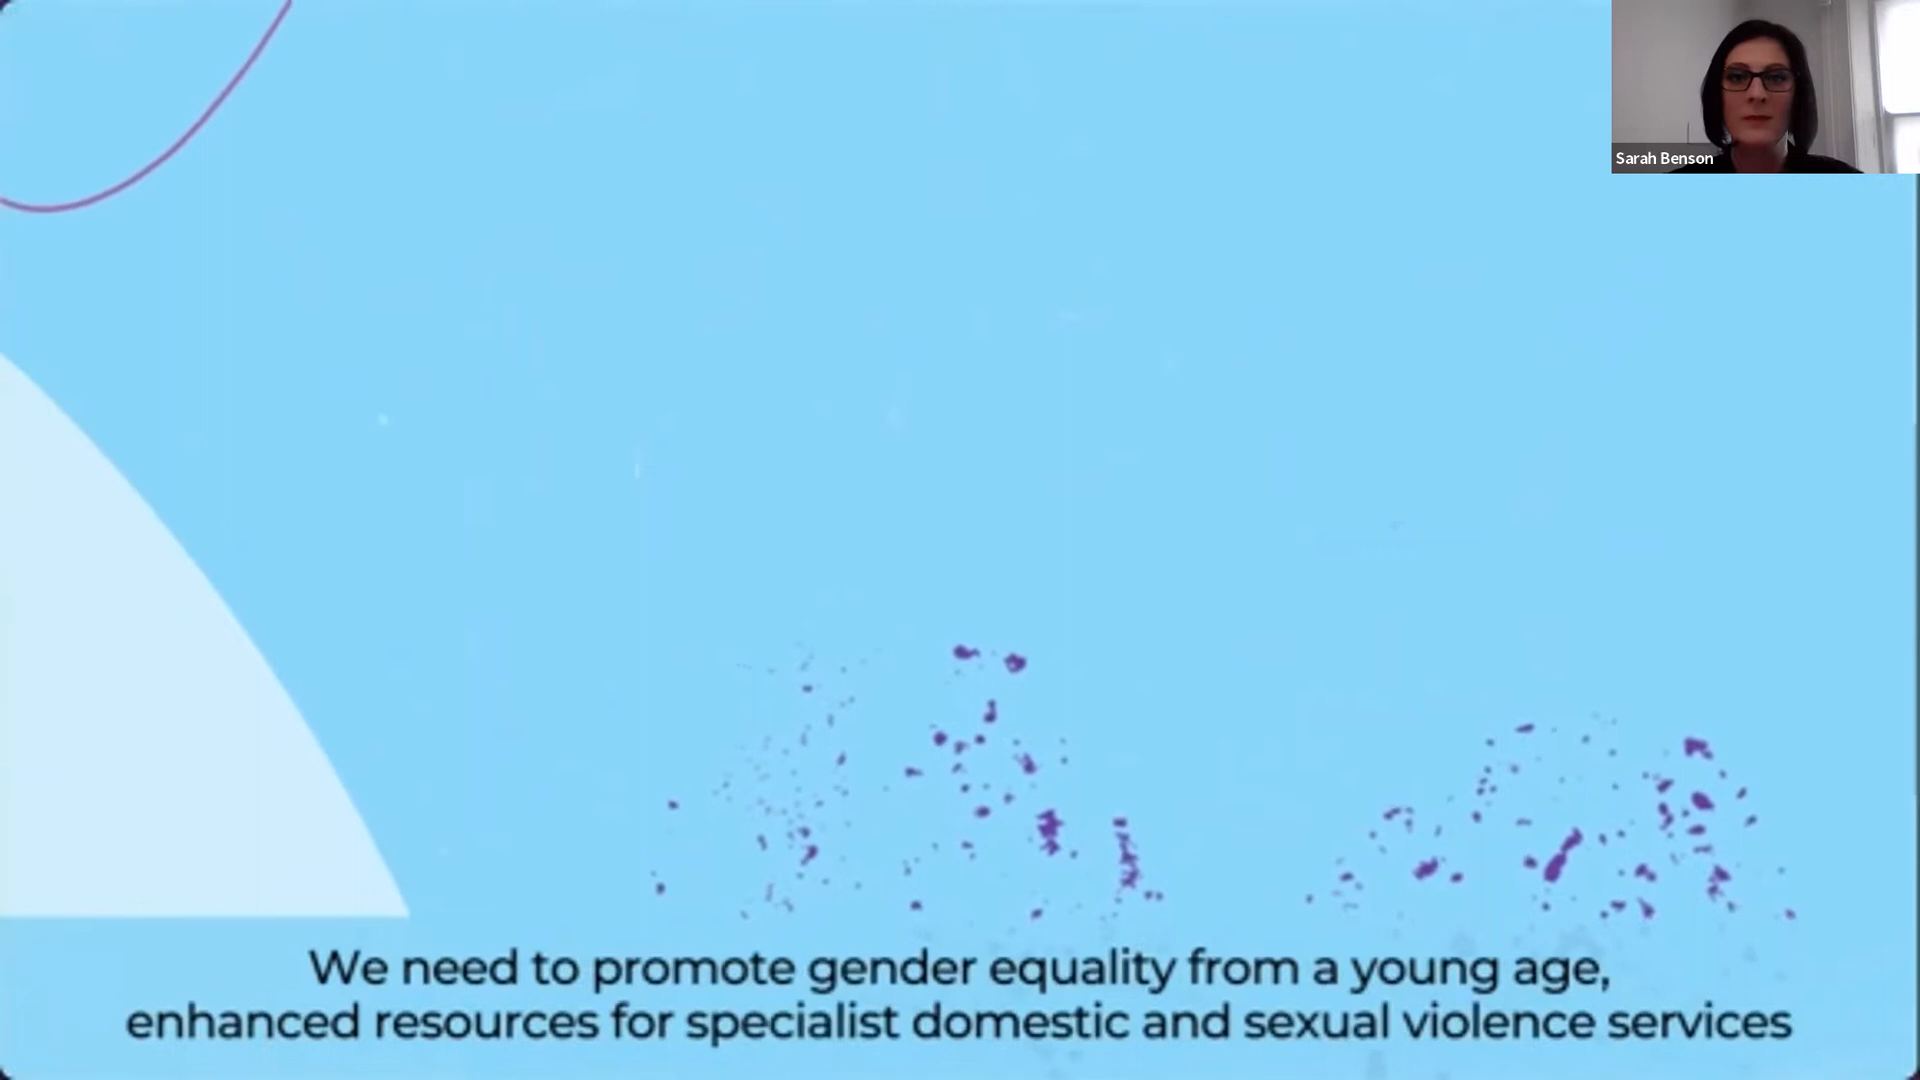 Sarah Benson
We need to promote gender equality from a young age,
enhanced resources for specialist domestic and sexual violence services